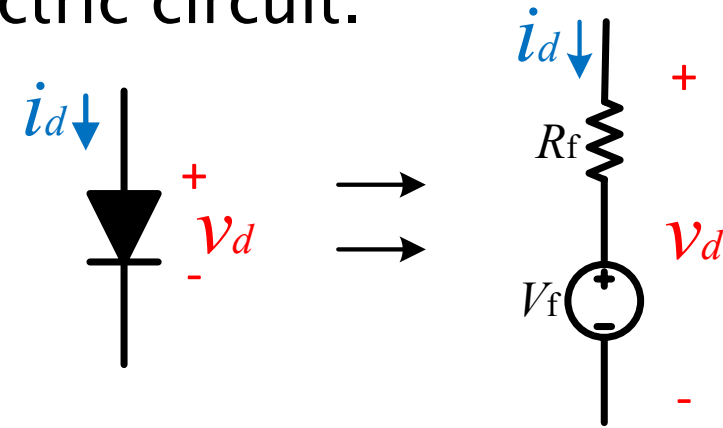 ctric circuit.
i_d
+
v_d
-
i_d
+
R_f
v_d
V_f
+
-
-